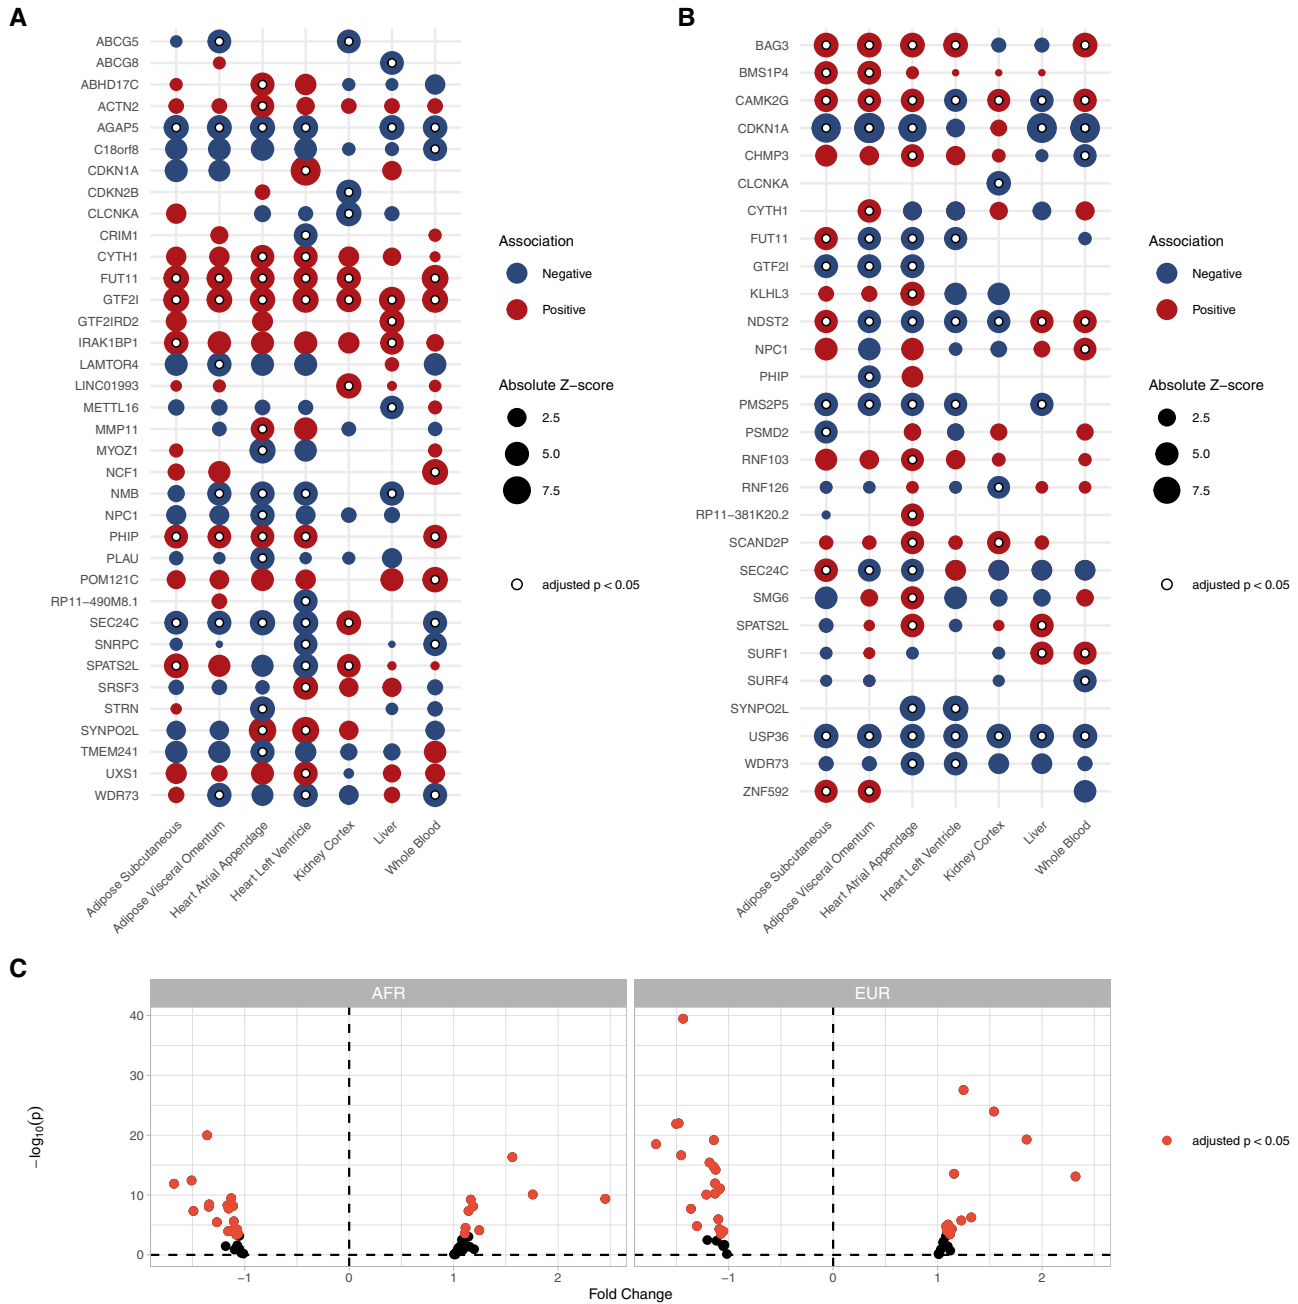 A
ABCG5
ABCG8
ABHD17C
ACTN2
AGAP5
C18orf8
CDKN1A
CDKN2B
CLCNKA
CRIM1
CYTH1
FUT11
GTF2I
GTF2IRD2
IRAK1BP1
LAMTOR4
LINC01993
METTL16
MMP11
MYOZ1
NCF1
NMB
NPC1
PHIP
PLAU
POM121C
RP11−490M8.1
SEC24C
SNRPC
SPATS2L
SRSF3
STRN
SYNPO2L
TMEM241
UXS1
WDR73
Adipose Subcutaneous
Adipose Visceral Omentum
Heart Atrial Appendage
Heart Left Ventricle
Kidney Cortex
Liver
Whole Blood
Association
Negative
Positive
Absolute Z−score
2.5
5.0
7.5
adjusted p < 0.05
B
BAG3
BMS1P4
CAMK2G
CDKN1A
CHMP3
CLCNKA
CYTH1
FUT11
GTF2I
KLHL3
NDST2
NPC1
PHIP
PMS2P5
PSMD2
RNF103
RNF126
RP11−381K20.2
SCAND2P
SEC24C
SMG6
SPATS2L
SURF1
SURF4
SYNPO2L
USP36
WDR73
ZNF592
Adipose Subcutaneous
Adipose Visceral Omentum
Heart Atrial Appendage
Heart Left Ventricle
Kidney Cortex
Liver
Whole Blood
Association
Negative
Positive
Absolute Z−score
2.5
5.0
7.5
adjusted p < 0.05
C
AFR
EUR
40
30
20
10
0
−log10(p)
−1
0
1
2
−1
0
1
2
Fold Change
adjusted p < 0.05